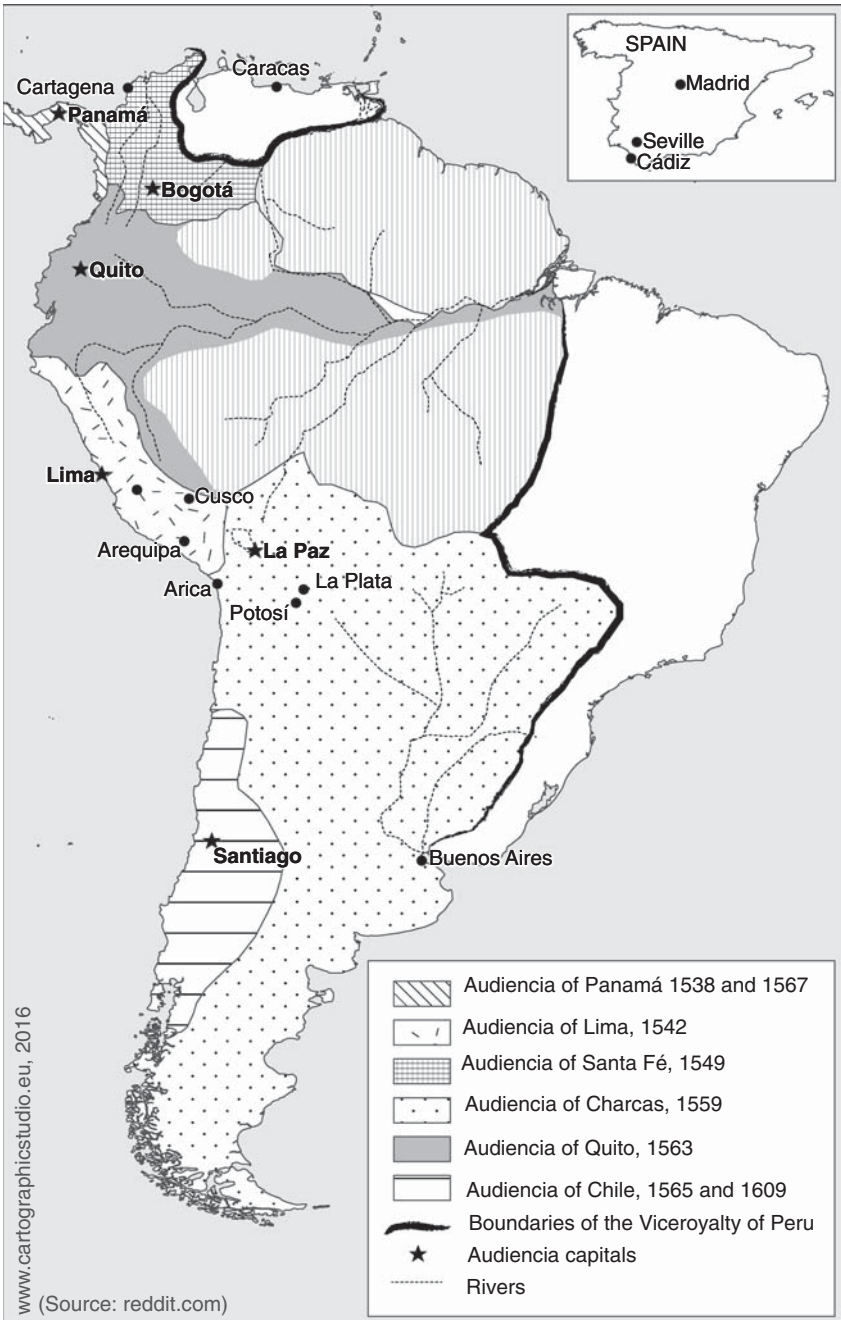 SPAIN
Madrid
Seville
Cádiz
Caracas
Cartagena
Panamá
Bogotá
Quito
Lima
Cusco
Arequipa
La Paz
Arica
La Plata
Potosí
Santiago
Buenos Aires
Audiencia of Panamá 1538 and 1567
Audiencia of Lima, 1542
Audiencia of Santa Fé, 1549
Audiencia of Charcas, 1559
Audiencia of Quito, 1563
Audiencia of Chile, 1565 and 1609
Boundaries of the Viceroyalty of Peru
Audiencia capitals
Rivers
www.cartographicstudio.eu, 2016
(Source: reddit.com)